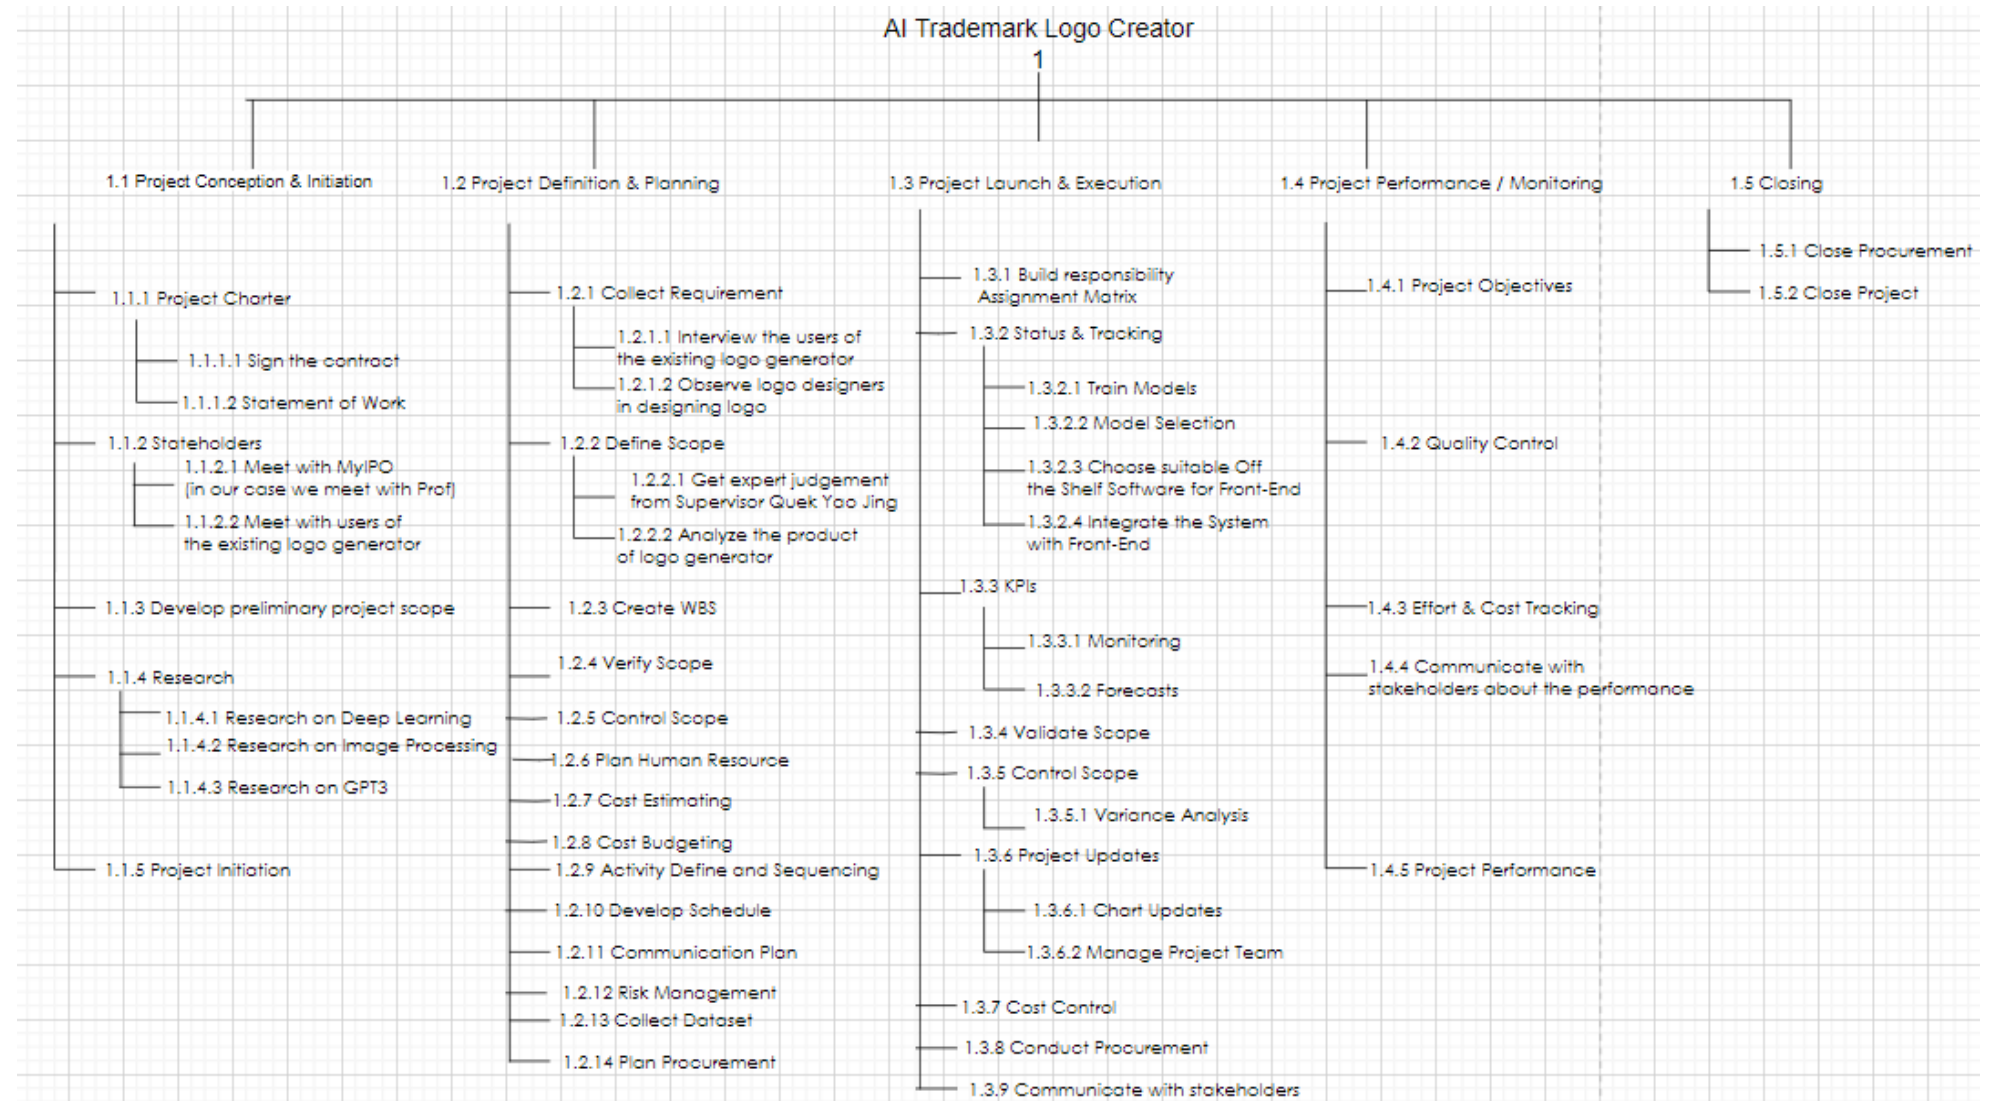 AI Trademark Logo Creator
1
1.1 Project Conception & Initiation
1.1.1 Project Charter
1.1.1.1 Sign the contract
1.1.1.2 Statement of Work
1.1.2 Stateholders
1.1.2.1 Meet with MyIPO
(in our case we meet with Prof)
1.1.2.2 Meet with users of
the existing logo generator
1.1.3 Develop preliminary project scope
1.1.4 Research
1.1.4.1 Research on Deep Learning
1.1.4.2 Research on Image Processing
1.1.4.3 Research on GPT3
1.1.5 Project Initiation
1.2 Project Definition & Planning
1.2.1 Collect Requirement
1.2.1.1 Interview the users of
the existing logo generator
1.2.1.2 Observe logo designers
in designing logo
1.2.2 Define Scope
1.2.2.1 Get expert judgement
from Supervisor Quek Yao Jing
1.2.2.2 Analyze the product
of logo generator
1.2.3 Create WBS
1.2.4 Verify Scope
1.2.5 Control Scope
1.2.6 Plan Human Resource
1.2.7 Cost Estimating
1.2.8 Cost Budgeting
1.2.9 Activity Define and Sequencing
1.2.10 Develop Schedule
1.2.11 Communication Plan
1.2.12 Risk Management
1.2.13 Collect Dataset
1.2.14 Plan Procurement
1.3 Project Launch & Execution
1.3.1 Build responsibility
Assignment Matrix
1.3.2 Status & Tracking
1.3.2.1 Train Models
1.3.2.2 Model Selection
1.3.2.3 Choose suitable Off
the Shelf Software for Front-End
1.3.2.4 Integrate the System
with Front-End
1.3.3 KPIs
1.3.3.1 Monitoring
1.3.3.2 Forecasts
1.3.4 Validate Scope
1.3.5 Control Scope
1.3.5.1 Variance Analysis
1.3.6 Project Updates
1.3.6.1 Chart Updates
1.3.6.2 Manage Project Team
1.3.7 Cost Control
1.3.8 Conduct Procurement
1.3.9 Communicate with stakeholders
1.4 Project Performance / Monitoring
1.4.1 Project Objectives
1.4.2 Quality Control
1.4.3 Effort & Cost Tracking
1.4.4 Communicate with
stakeholders about the performance
1.4.5 Project Performance
1.5 Closing
1.5.1 Close Procurement
1.5.2 Close Project